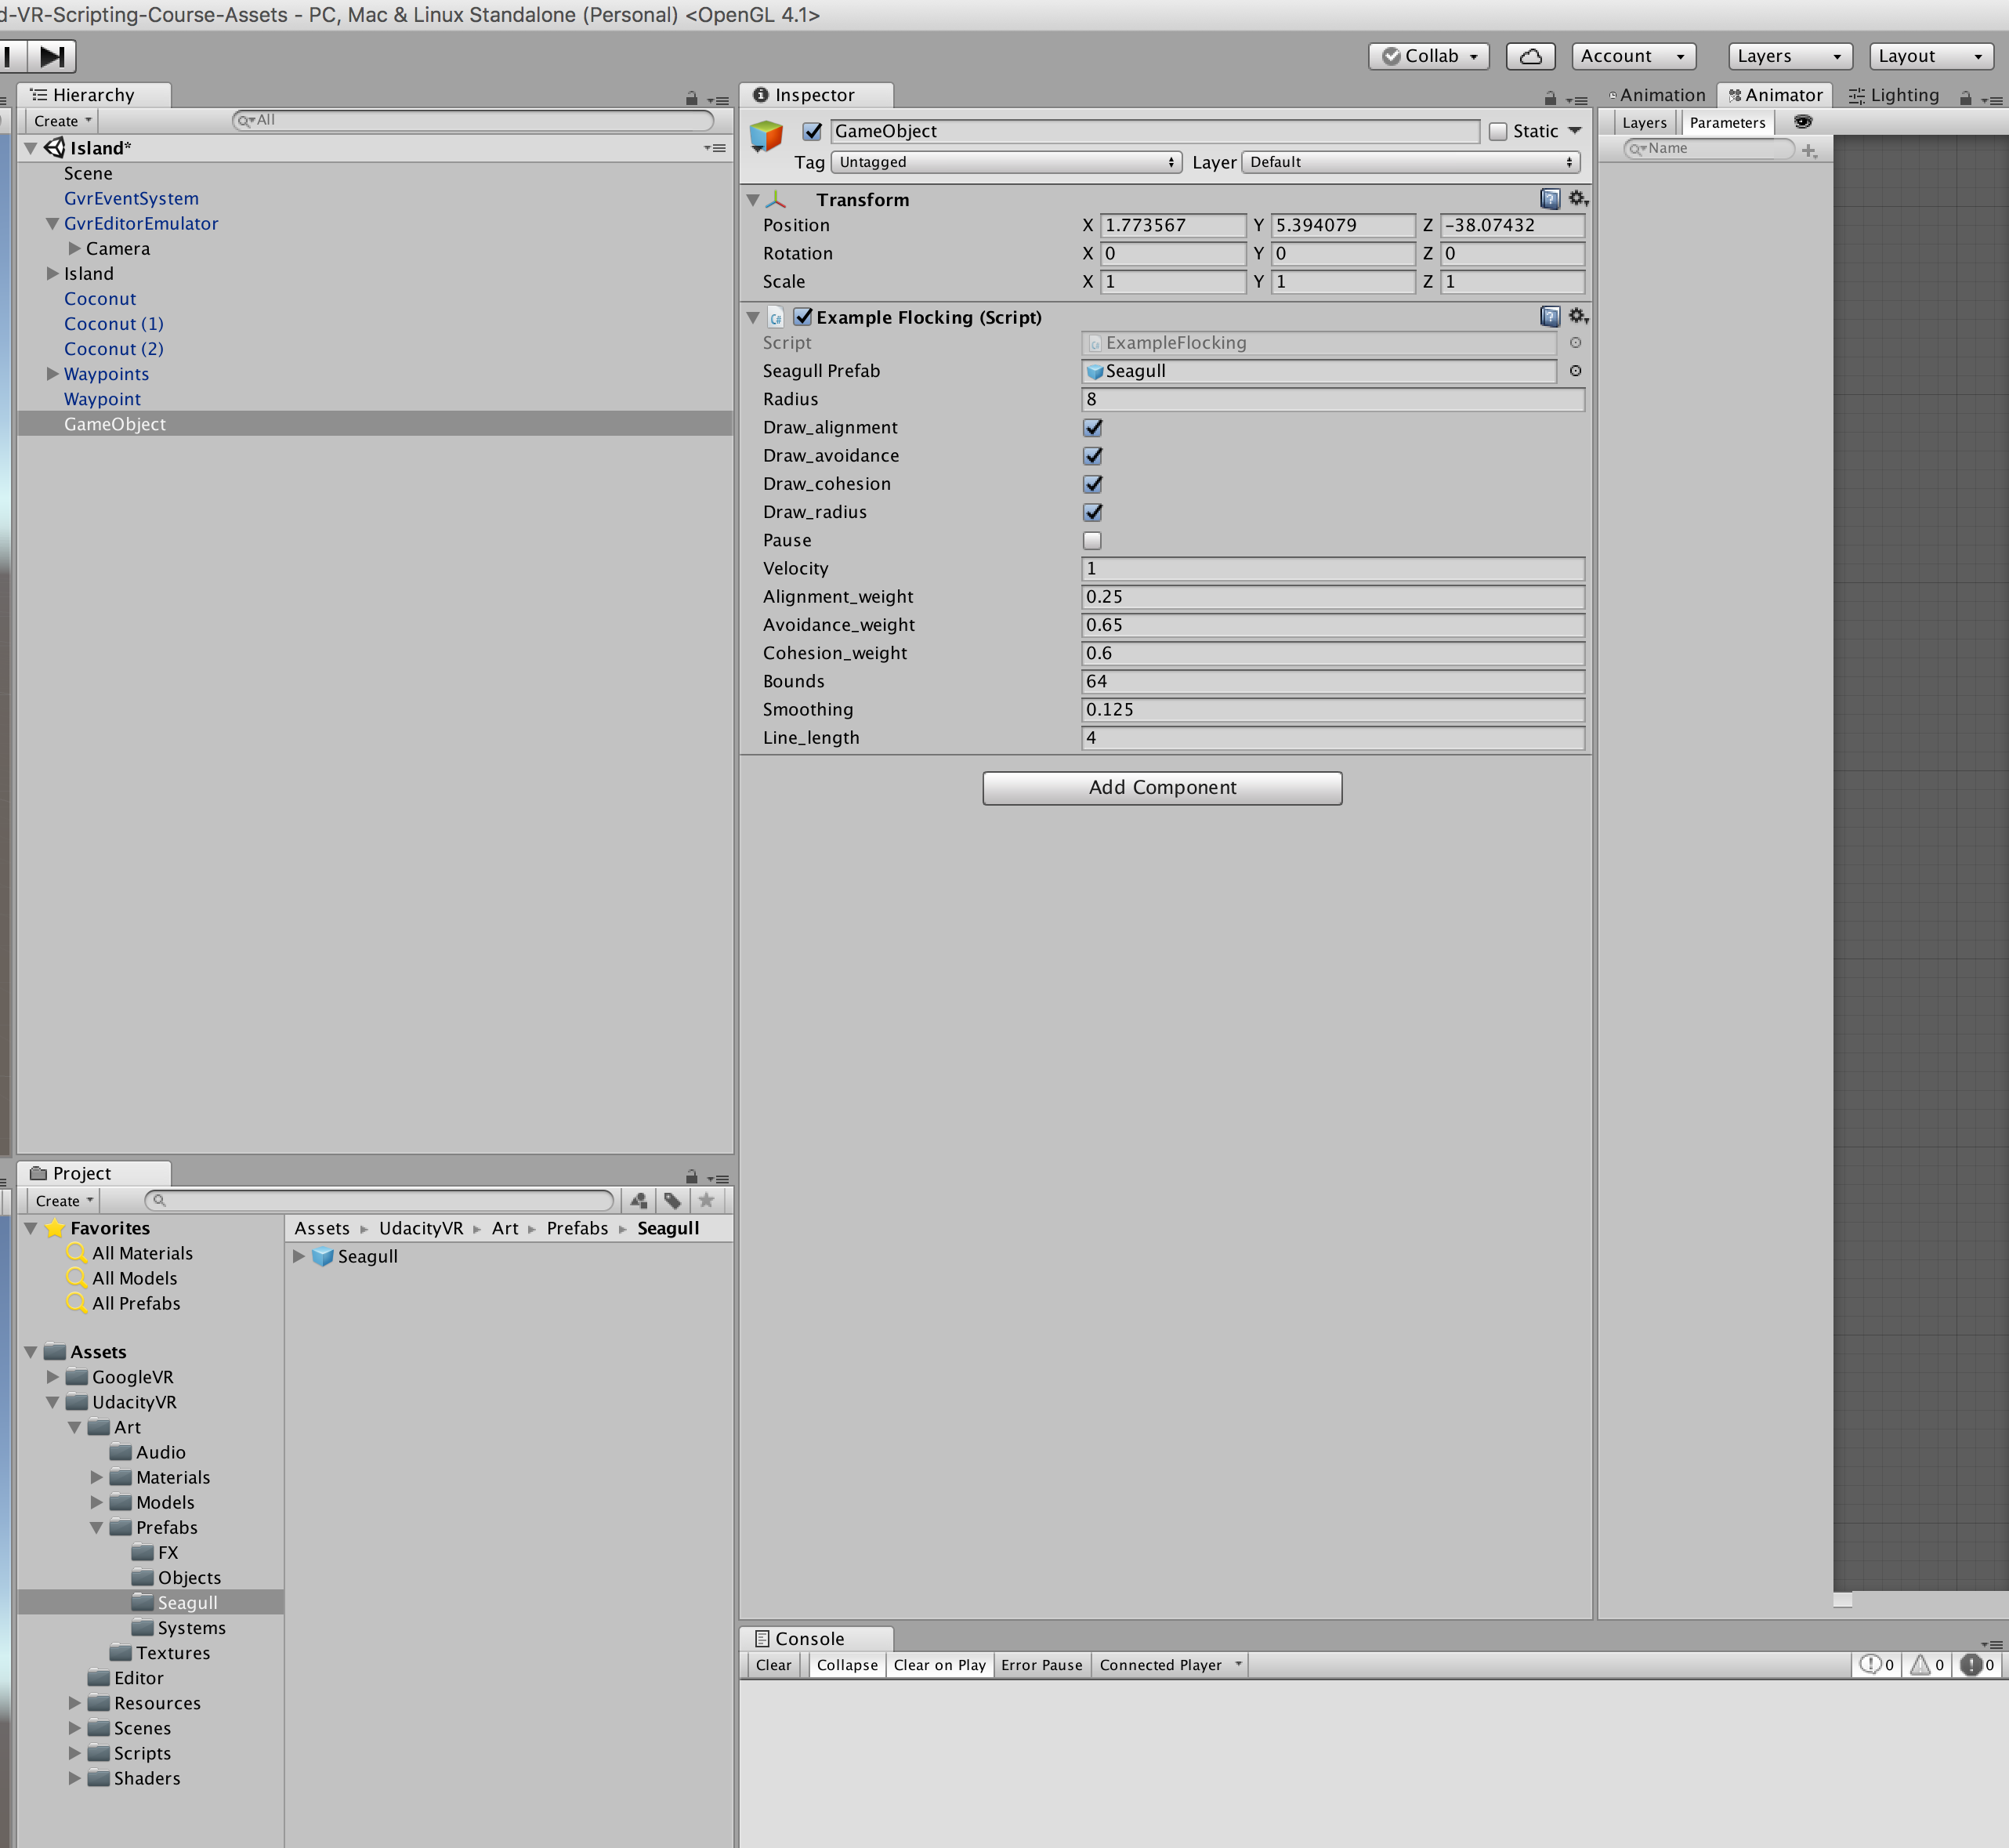 d-VR-Scripting-Course-Assets - PC, Mac & Linux Standalone (Personal) <OpenGL 4.1>
Collab
Account
Layers
Layout
Hierarchy
Create
All
Island*
Scene
GvrEventSystem
GvrEditorEmulator
Camera
Island
Coconut
Coconut (1)
Coconut (2)
Waypoints
Waypoint
GameObject
Inspector
GameObject
Static
Tag Untagged
Layer Default
Transform
Position X 1.773567 Y 5.394079 Z -38.07432
Rotation X 0 Y 0 Z 0
Scale X 1 Y 1 Z 1
C# Example Flocking (Script)
Script ExampleFlocking
Seagull Prefab Seagull
Radius 8
Draw_alignment
Draw_avoidance
Draw_cohesion
Draw_radius
Pause
Velocity 1
Alignment_weight 0.25
Avoidance_weight 0.65
Cohesion_weight 0.6
Bounds 64
Smoothing 0.125
Line_length 4
Add Component
Animation
Animator
Lighting
Layers
Parameters
Name
Project
Create
Favorites
All Materials
All Models
All Prefabs
Assets
GoogleVR
UdacityVR
Art
Audio
Materials
Models
Prefabs
FX
Objects
Seagull
Systems
Textures
Editor
Resources
Scenes
Scripts
Shaders
Assets UdacityVR Art Prefabs Seagull
Seagull
Console
Clear Collapse Clear on Play Error Pause Connected Player 0 0 0